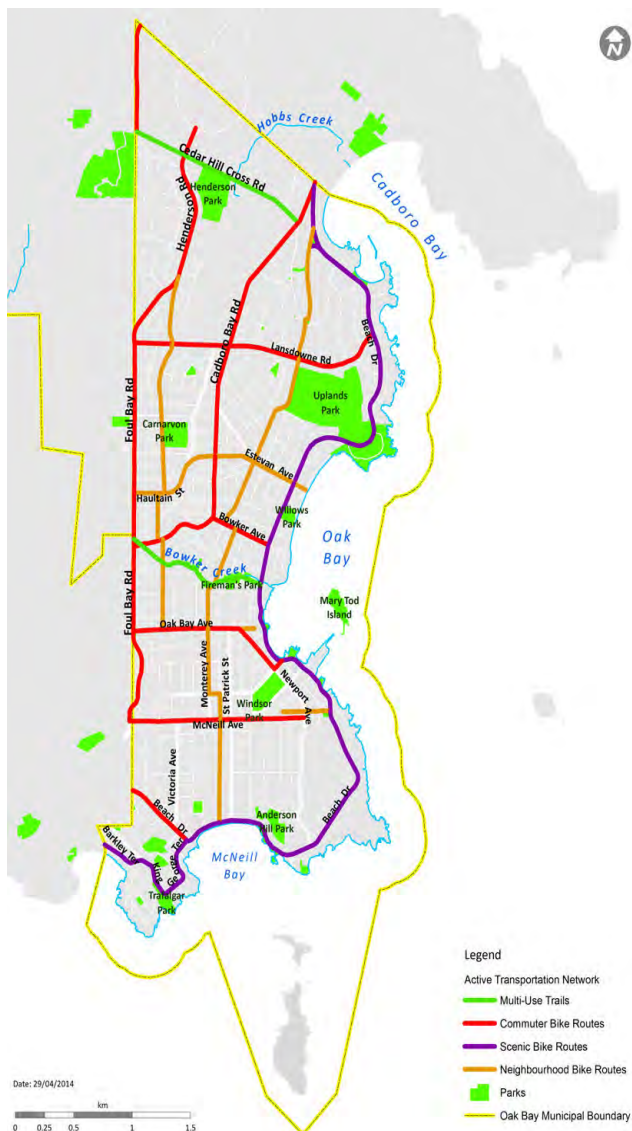 N
Hobbs Creek
Cadboro Bay
Cedar Hill Cross Rd
Henderson
Park
Henderson Rd
Cadboro Bay Rd
Beach Dr
Lansdowne Rd
Uplands
Park
Foul Bay Rd
Carnarvon
Park
Estevan Ave
Haultain St
Willows
Park
Bowker Ave
Oak
Bay
Bowker Creek
Fireman's Park
Mary Tod
Island
Foul Bay Rd
Oak Bay Ave
Monterey Ave
St Patrick St
Newport Ave
Windsor
Park
McNeill Ave
Victoria Ave
Beach Dr
Anderson
Hill Park
Beach Dr
Barkley Ter
King George Ter
McNeill
Bay
Trafalgar
Park
Legend
Active Transportation Network
Multi-Use Trails
Commuter Bike Routes
Scenic Bike Routes
Neighbourhood Bike Routes
Parks
Oak Bay Municipal Boundary
Date: 29/04/2014
km
0 0.25 0.5 1 1.5